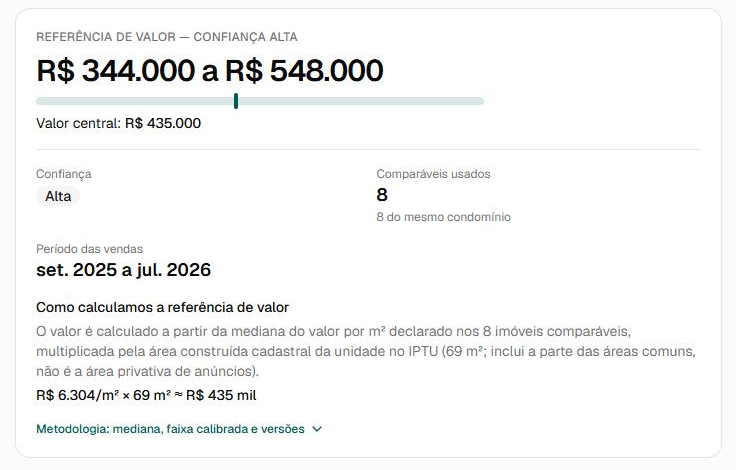 REFERÊNCIA DE VALOR — CONFIANÇA ALTA
R$ 344.000 a R$ 548.000
Valor central: R$ 435.000
Confiança
Alta
Comparáveis usados
8
8 do mesmo condomínio
Período das vendas
set. 2025 a jul. 2026
Como calculamos a referência de valor
O valor é calculado a partir da mediana do valor por m² declarado nos 8 imóveis comparáveis,
multiplicada pela área construída cadastral da unidade no IPTU (69 m²; inclui a parte das áreas comuns,
não é a área privativa de anúncios).
R$ 6.304/m² × 69 m² ≈ R$ 435 mil
Metodologia: mediana, faixa calibrada e versões